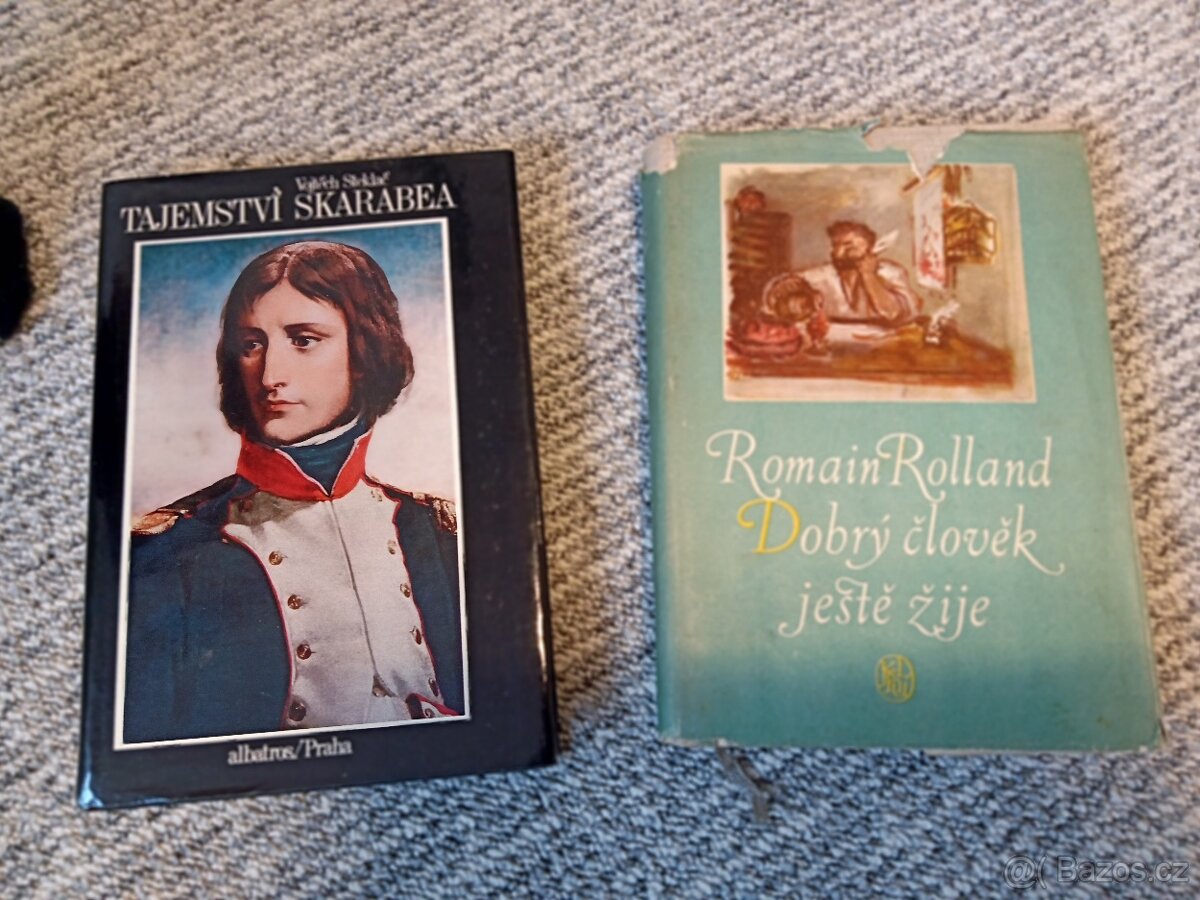 Vojtěch Steklač
TAJEMSTVÍ SKARABEA
albatros/Praha
Romain Rolland
Dobrý člověk
ještě žije
@( Bazos.cz